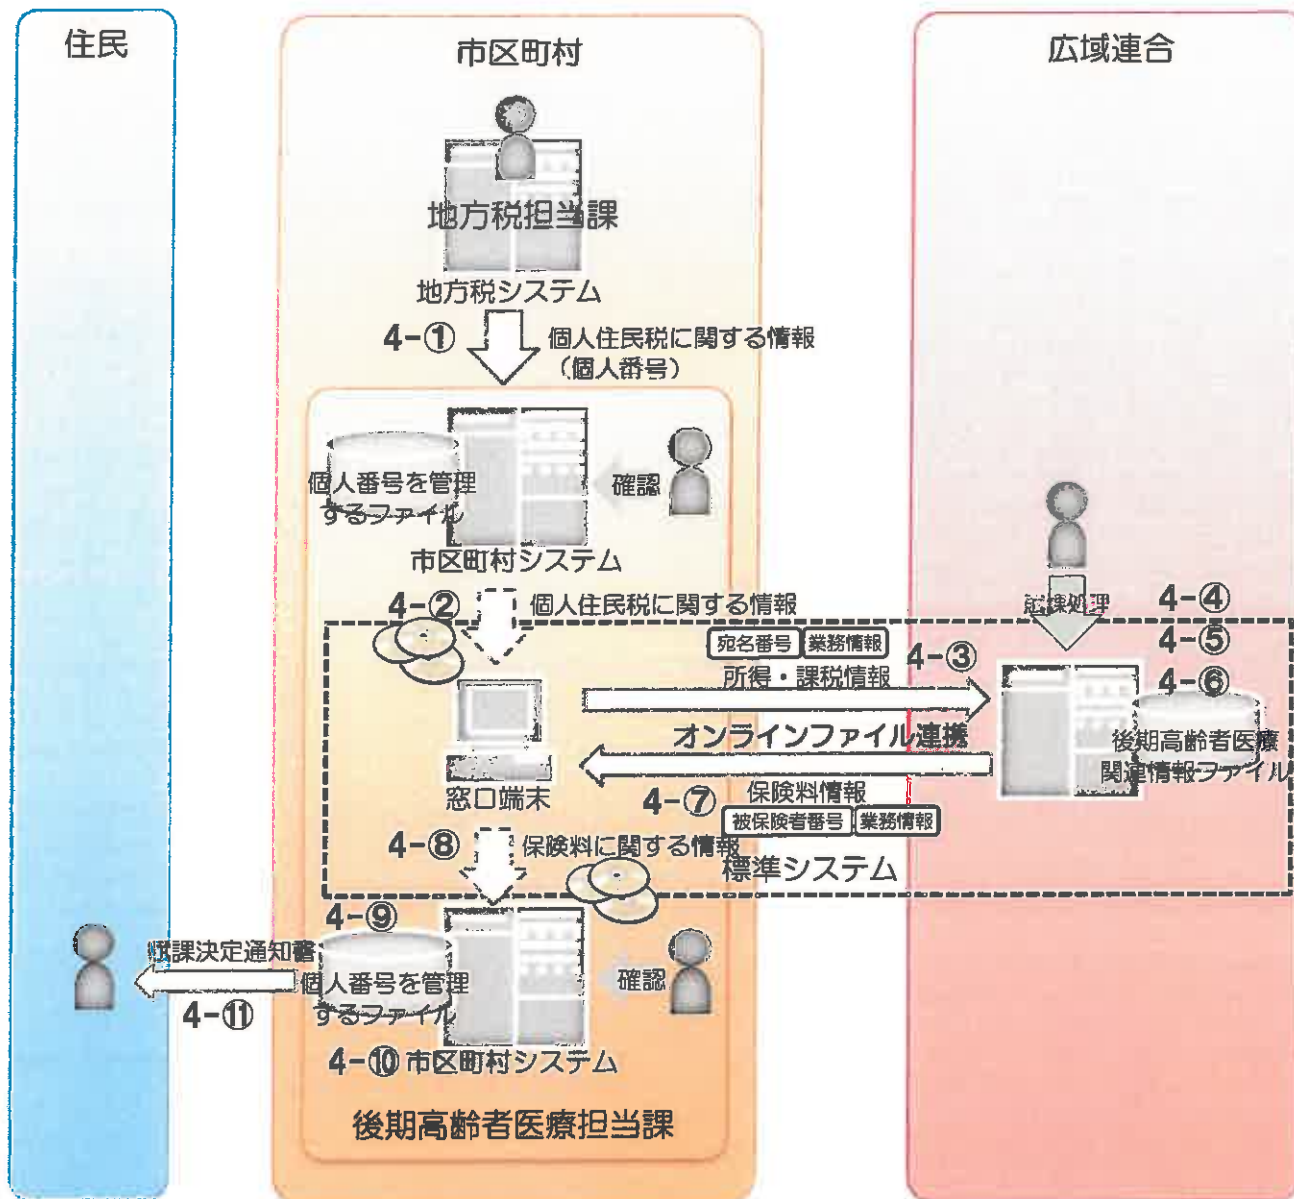 住民
市区町村
広域連合
地方税担当課
地方税システム
4-①
個人住民税に関する情報
（個人番号）
個人番号を管理
するファイル
確認
市区町村システム
4-②
個人住民税に関する情報
賦課処理
4-④
4-⑤
4-⑥
宛名番号 業務情報
4-③
所得・課税情報
オンラインファイル連携
後期高齢者医療
関連情報ファイル
窓口端末
4-⑦
保険料情報
被保険者番号 業務情報
4-⑧
保険料に関する情報
標準システム
4-⑨
賦課決定通知書
個人番号を管理
するファイル
確認
4-⑪
4-⑩ 市区町村システム
後期高齢者医療担当課